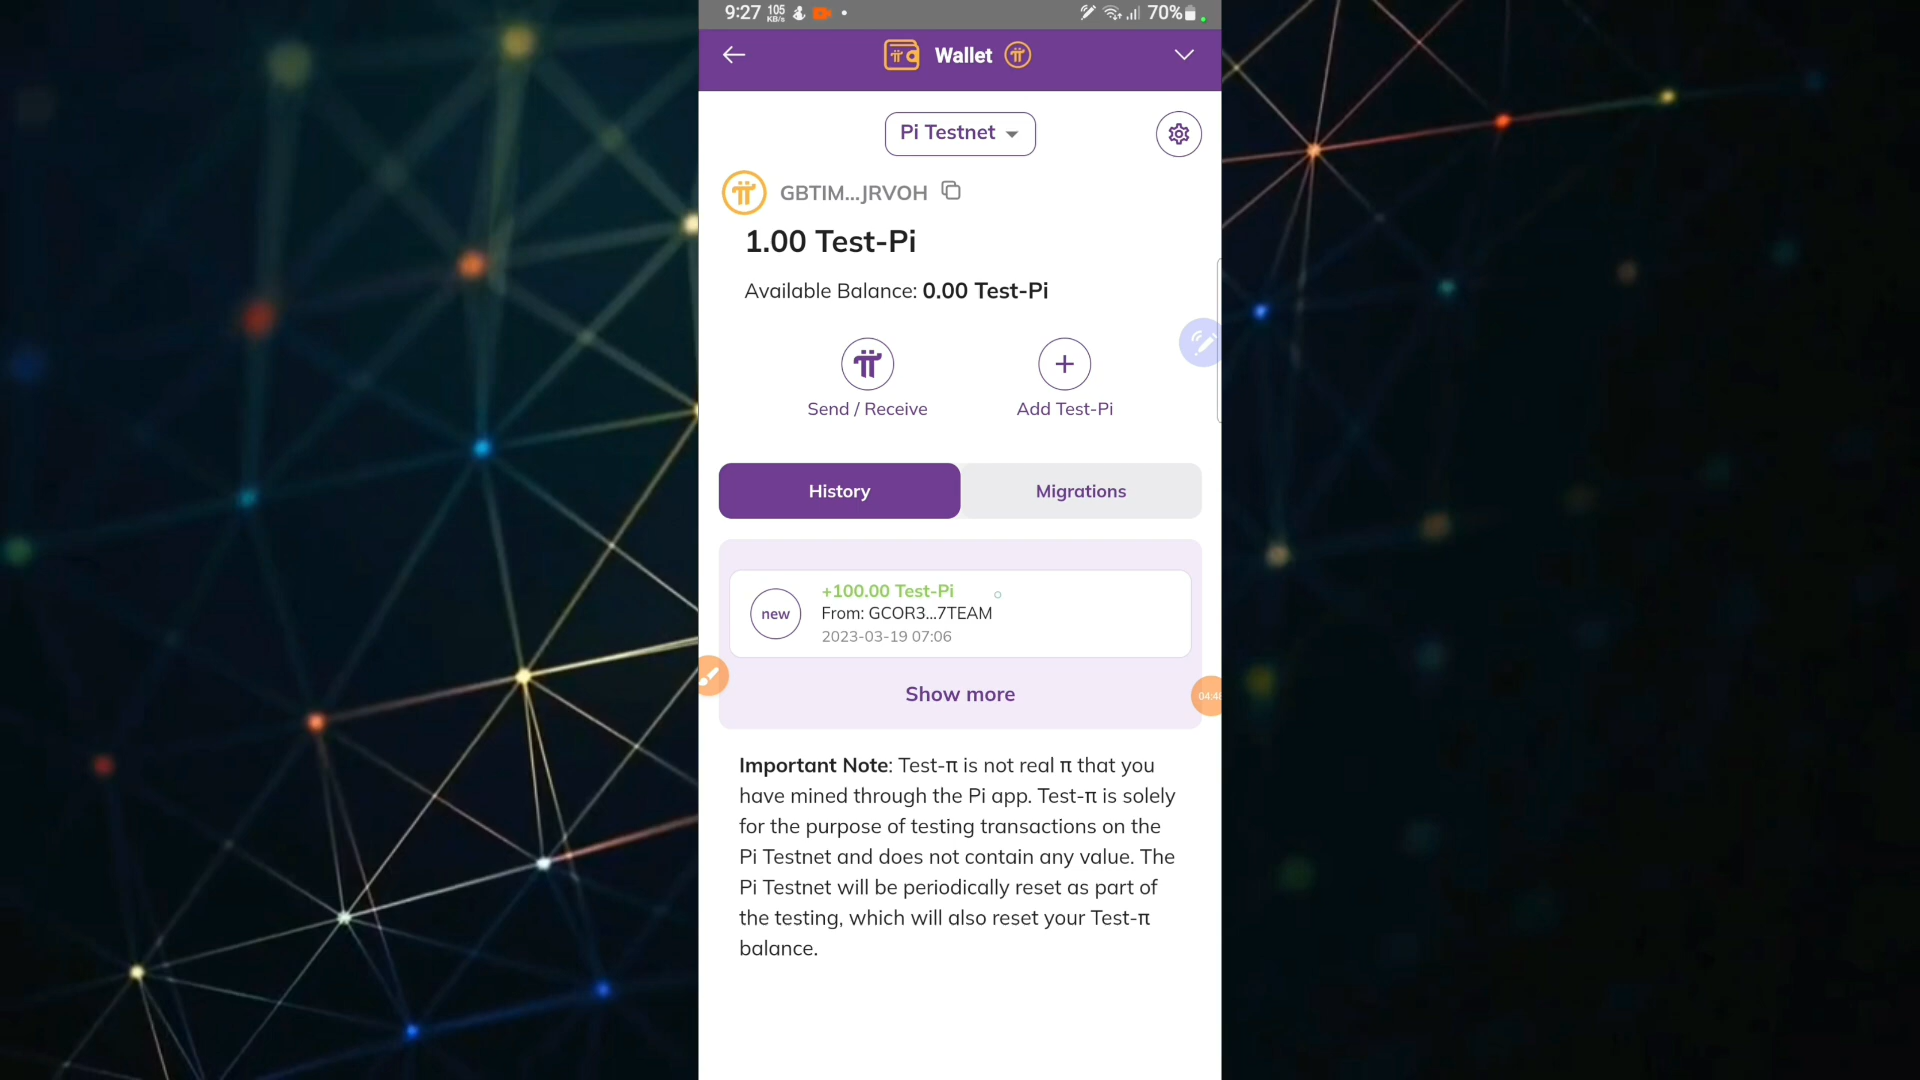 9:27 105 KB/s 70%
Wallet
Pi Testnet
GBTIM...JRVOH
1.00 Test-Pi
Available Balance: 0.00 Test-Pi
Send / Receive
Add Test-Pi
History
Migrations
+100.00 Test-Pi
new
From: GCOR3...7TEAM
2023-03-19 07:06
Show more
Important Note: Test-π is not real π that you
have mined through the Pi app. Test-π is solely
for the purpose of testing transactions on the
Pi Testnet and does not contain any value. The
Pi Testnet will be periodically reset as part of
the testing, which will also reset your Test-π
balance.